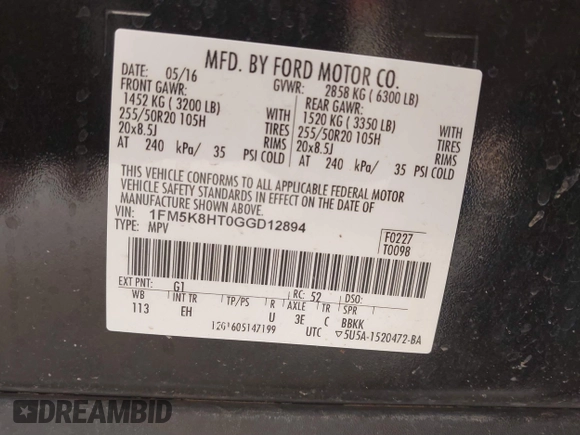 MFD. BY FORD MOTOR CO.
DATE: 05/16 GVWR: 2858 KG ( 6300 LB)
FRONT GAWR: REAR GAWR:
1452 KG ( 3200 LB) WITH 1520 KG ( 3350 LB) WITH
255/50R20 105H TIRES 255/50R20 105H TIRES
20x8.5J RIMS 20x8.5J RIMS
AT 240 kPa/ 35 PSI COLD AT 240 kPa/ 35 PSI COLD
THIS VEHICLE CONFORMS TO ALL APPLICABLE FEDERAL MOTOR
VEHICLE SAFETY STANDARDS IN EFFECT ON THE DATE OF
MANUFACTURE SHOWN ABOVE.
VIN: 1FM5K8HT0GGD12894
TYPE: MPV
F0227
T0098
EXT PNT: G1 RC: 52 DSO:
WB INT TR TP/PS R AXLE TR SPR
113 EH U 3E C BBKK
12G1605147199 UTC ▽5U5A-1520472-BA
DREAMBID